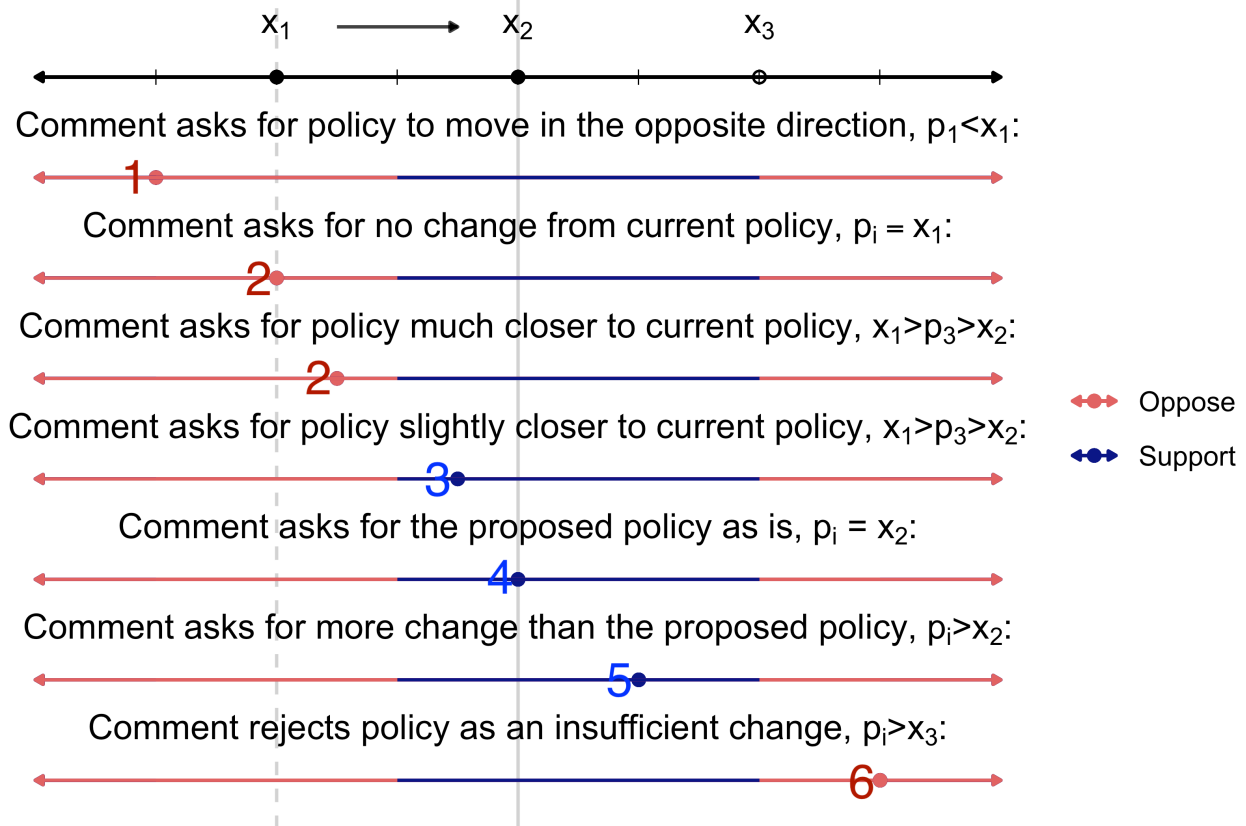 x₁ x₂ x₃
Comment asks for policy to move in the opposite direction, p₁<x₁:
1
Comment asks for no change from current policy, pᵢ = x₁:
2
Comment asks for policy much closer to current policy, x₁>p₃>x₂:
2
Comment asks for policy slightly closer to current policy, x₁>p₃>x₂:
3
Comment asks for the proposed policy as is, pᵢ = x₂:
4
Comment asks for more change than the proposed policy, pᵢ>x₂:
5
Comment rejects policy as an insufficient change, pᵢ>x₃:
6
Oppose
Support